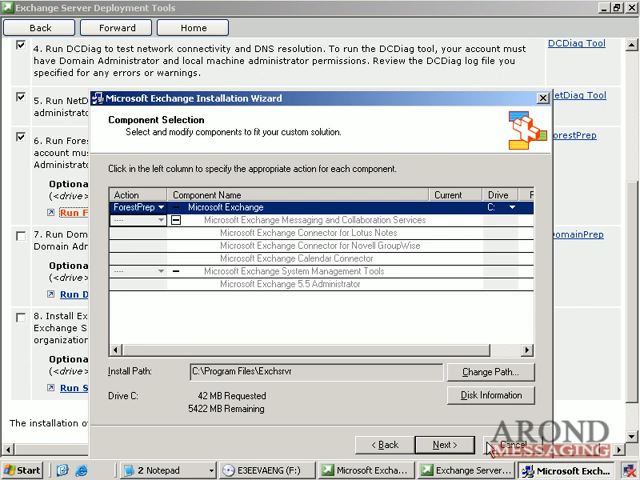 Exchange Server Deployment Tools
Back Forward Home
4. Run DCDiag to test network connectivity and DNS resolution. To run the DCDiag tool, your account must
have Domain Administrator and local machine administrator permissions. Review the DCDiag log file you
specified for any errors or warnings.
DCDiag Tool
5. Run NetD
administrato
NetDiag Tool
6. Run Fores
account mus
Administrato
ForestPrep
Optiona
(<drive>
Run F
7. Run Dom
Domain Adm
DomainPrep
Optiona
(<drive>
Run D
8. Install Ex
Exchange S
organization
Optiona
(<drive>
Run S
The installation o
Microsoft Exchange Installation Wizard
Component Selection
Select and modify components to fit your custom solution.
Click in the left column to specify the appropriate action for each component.
Action Component Name Current Drive F
ForestPrep Microsoft Exchange C:
---- Microsoft Exchange Messaging and Collaboration Services
Microsoft Exchange Connector for Lotus Notes
Microsoft Exchange Connector for Novell GroupWise
Microsoft Exchange Calendar Connector
---- Microsoft Exchange System Management Tools
Microsoft Exchange 5.5 Administrator
Install Path: C:\Program Files\Exchsrvr Change Path...
Drive C: 42 MB Requested Disk Information
5422 MB Remaining
< Back Next > Cancel
AROND
MESSAGING
Start 2 Notepad E3EEVAENG (F:) Microsoft Excha... Exchange Server... Microsoft Exch...